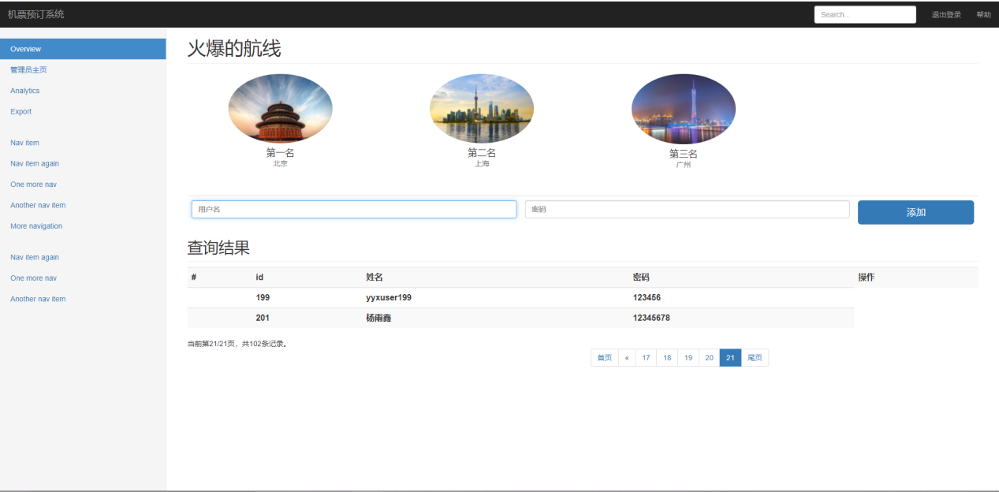 机票预订系统 Search... 退出登录 帮助
Overview
管理员主页
Analytics
Export
Nav item
Nav item again
One more nav
Another nav item
More navigation
Nav item again
One more nav
Another nav item
火爆的航线
第一名 第二名 第三名
北京 上海 广州
用户名 密码 添加
查询结果
# id 姓名 密码 操作
199 yyxuser199 123456
201 杨雨鑫 12345678
当前第21/21页，共102条记录。
首页 « 17 18 19 20 21 尾页